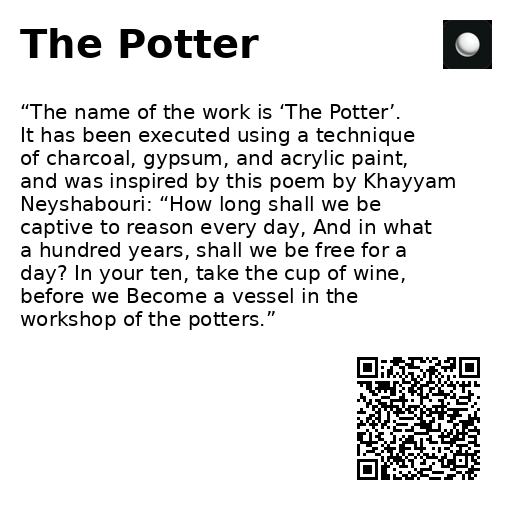 The Potter
“The name of the work is ‘The Potter’.
It has been executed using a technique
of charcoal, gypsum, and acrylic paint,
and was inspired by this poem by Khayyam
Neyshabouri: “How long shall we be
captive to reason every day, And in what
a hundred years, shall we be free for a
day? In your ten, take the cup of wine,
before we Become a vessel in the
workshop of the potters.”